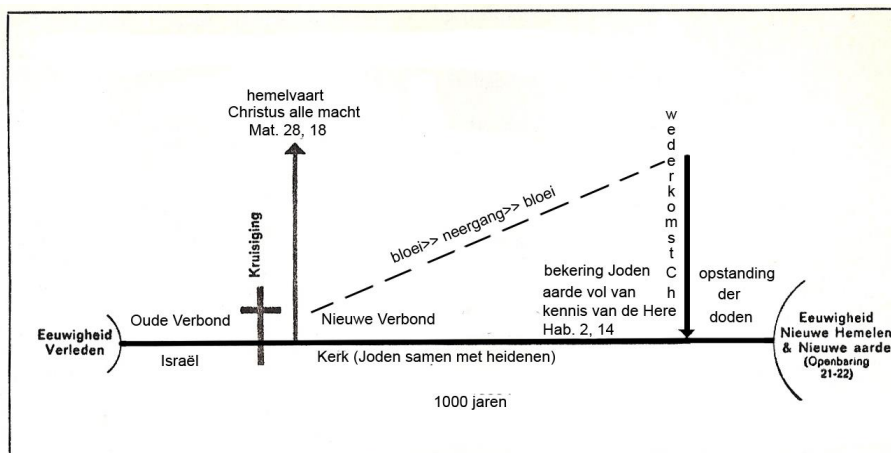 hemelvaart
Christus alle macht
Mat. 28, 18
Kruisiging
bloei>> neergang>> bloei
wederkomst Ch
bekering Joden
aarde vol van
kennis van de Here
Hab. 2, 14
opstanding
der
doden
Oude Verbond
Nieuwe Verbond
Eeuwigheid
Verleden
Israël
Kerk (Joden samen met heidenen)
Eeuwigheid
Nieuwe Hemelen
& Nieuwe aarde
(Openbaring
21-22)
1000 jaren